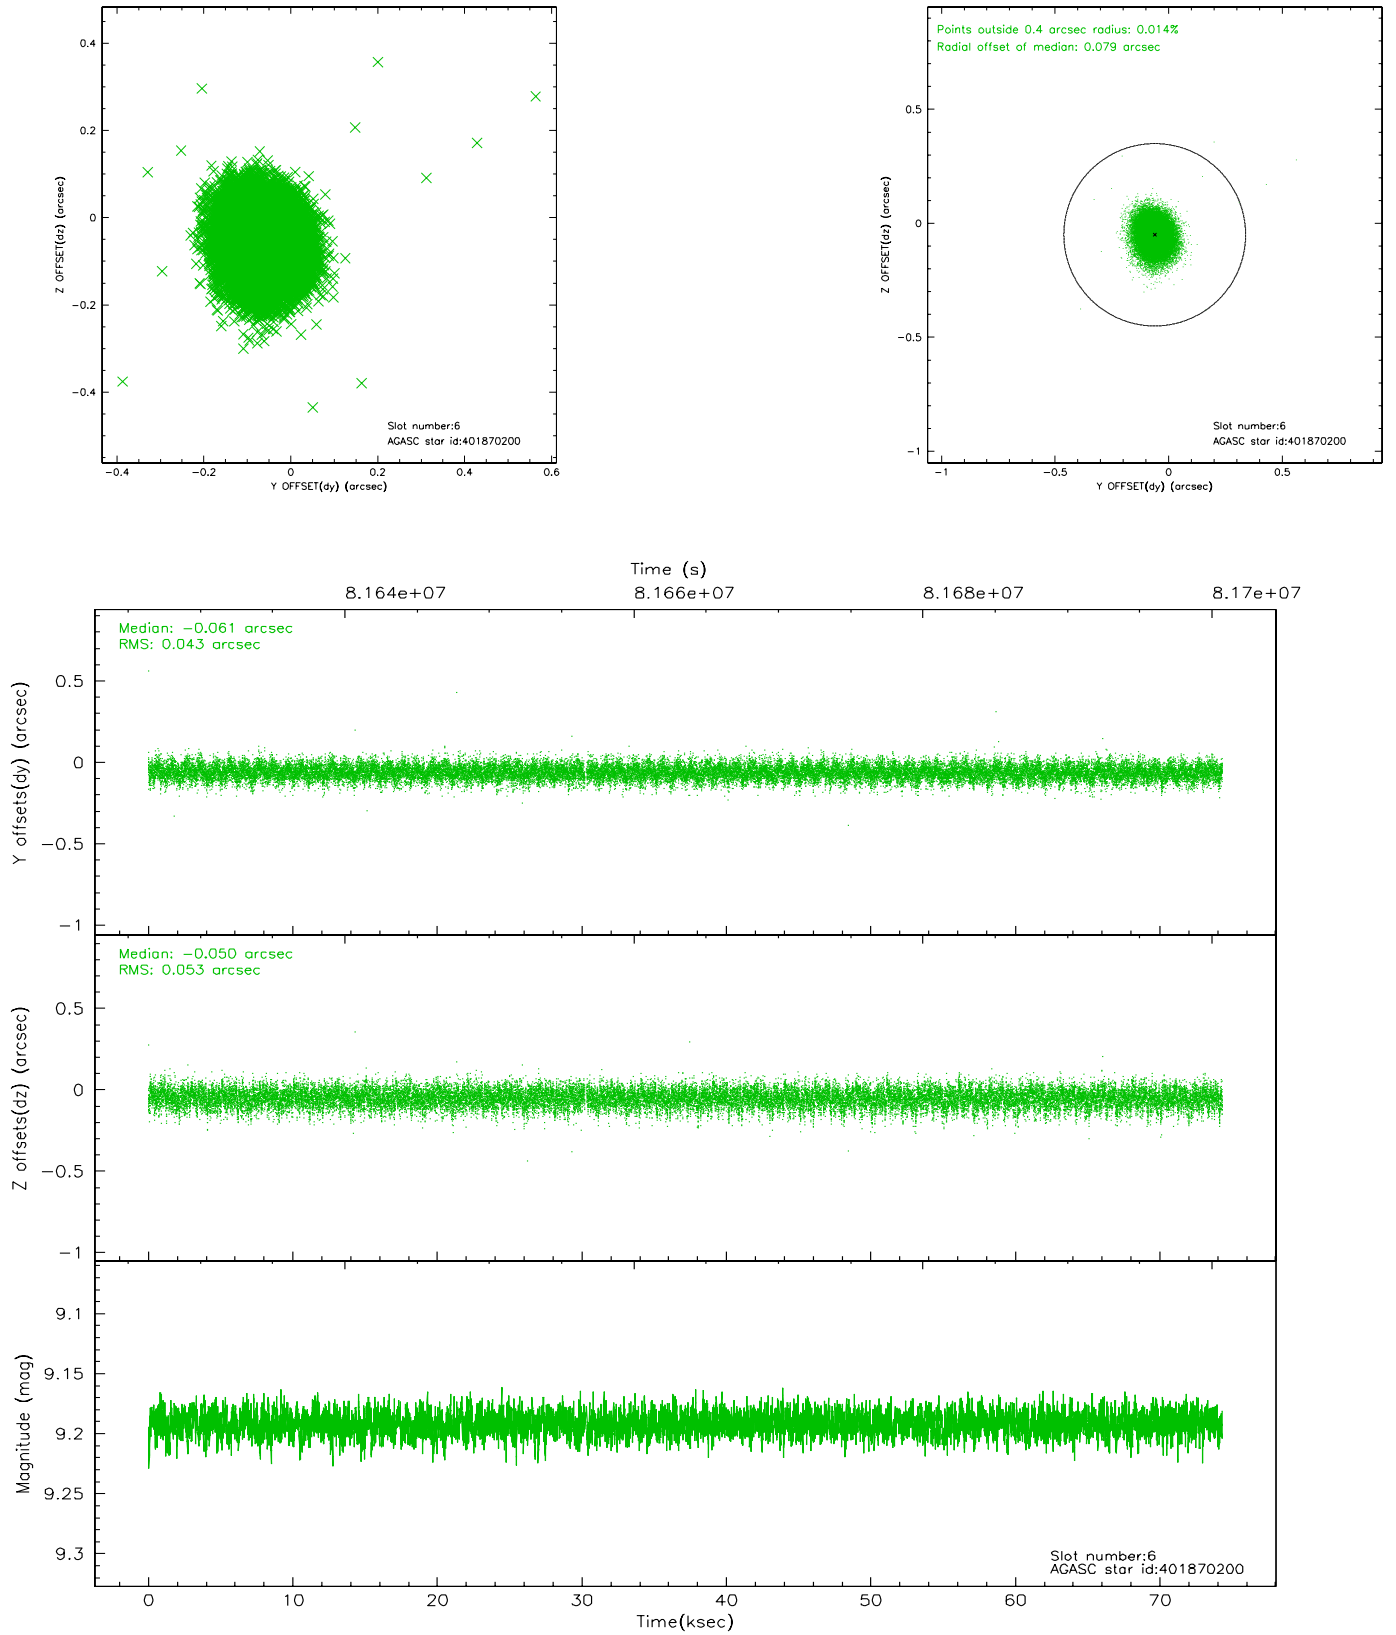 0.4
0.2
0
−0.2
−0.4
Z OFFSET(dz) (arcsec)
Slot number:6
AGASC star id:401870200
−0.4 −0.2 0 0.2 0.4 0.6
Y OFFSET(dy) (arcsec)
Points outside 0.4 arcsec radius: 0.014%
Radial offset of median: 0.079 arcsec
0.5
0
−0.5
−1
Z OFFSET(dz) (arcsec)
Slot number:6
AGASC star id:401870200
−1 −0.5 0 0.5
Y OFFSET(dy) (arcsec)
Time (s)
8.164e+07 8.166e+07 8.168e+07 8.17e+07
Median: −0.061 arcsec
RMS: 0.043 arcsec
0.5
0
−0.5
−1
Y offsets(dy) (arcsec)
Median: −0.050 arcsec
RMS: 0.053 arcsec
0.5
0
−0.5
−1
Z offsets(dz) (arcsec)
9.1
9.15
9.2
9.25
9.3
Magnitude (mag)
Slot number:6
AGASC star id:401870200
0 10 20 30 40 50 60 70
Time(ksec)